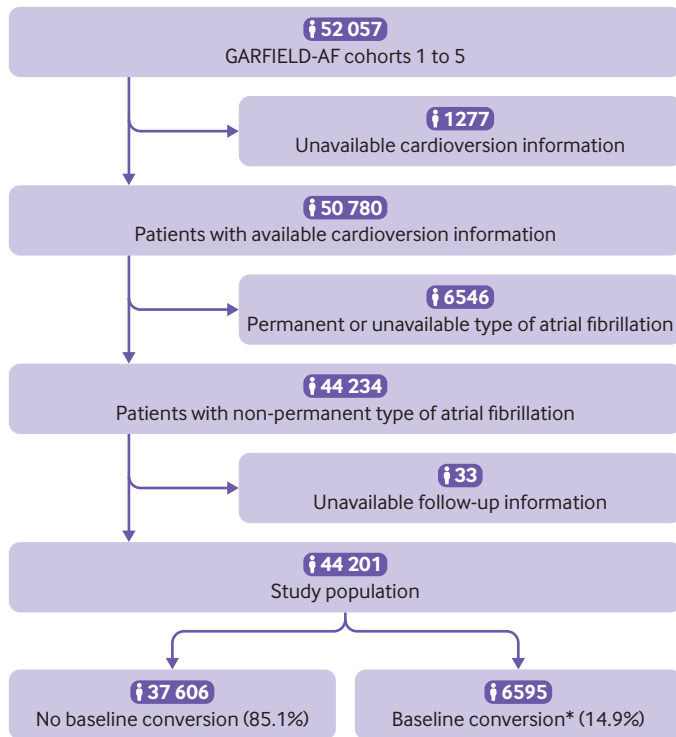 52 057
GARFIELD-AF cohorts 1 to 5
1277
Unavailable cardioversion information
50 780
Patients with available cardioversion information
6546
Permanent or unavailable type of atrial fibrillation
44 234
Patients with non-permanent type of atrial fibrillation
33
Unavailable follow-up information
44 201
Study population
37 606
No baseline conversion (85.1%)
6595
Baseline conversion* (14.9%)